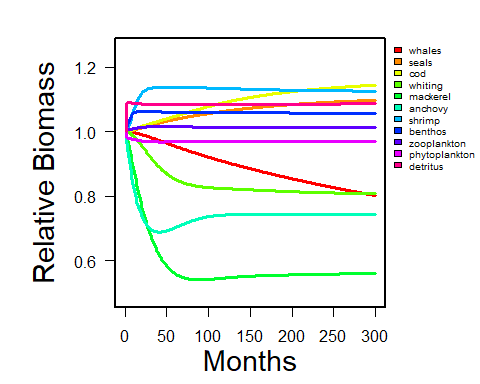 Relative Biomass
1.2
1.0
0.8
0.6
0 50 100 150 200 250 300
Months
whales
seals
cod
whiting
mackerel
anchovy
shrimp
benthos
zooplankton
phytoplankton
detritus